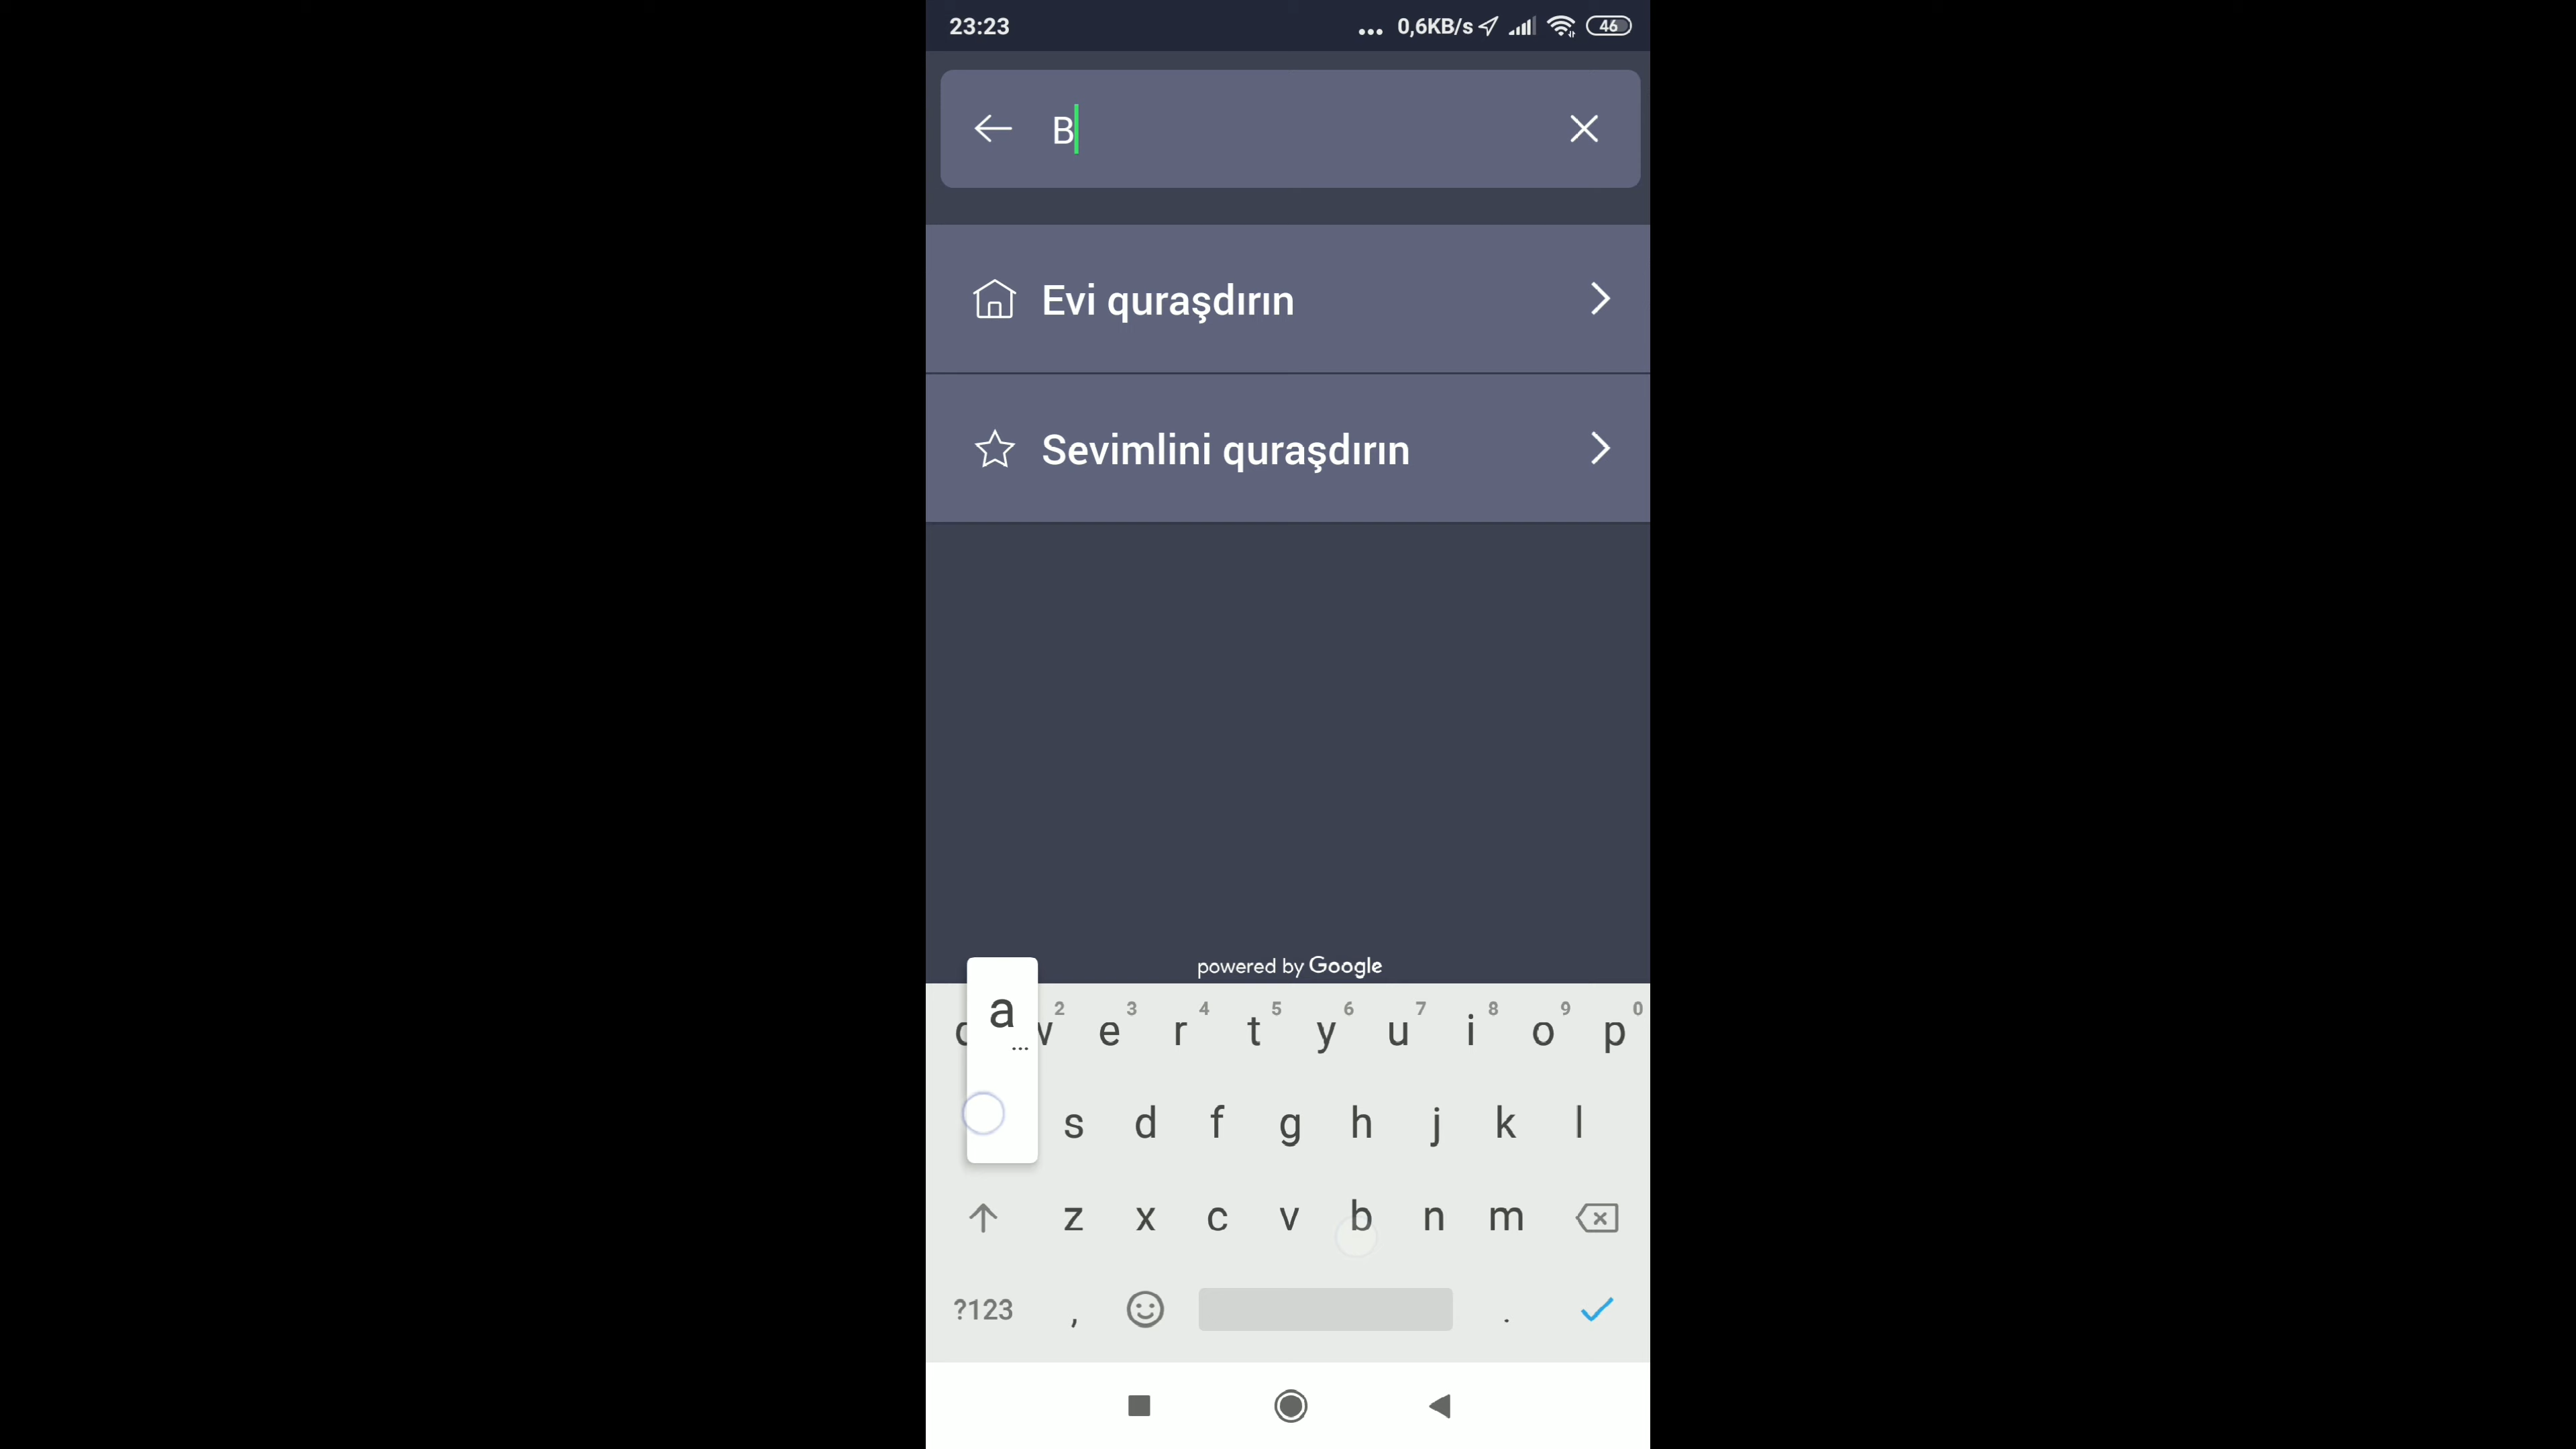 23:23 ... 0,6KB/s 46
B
Evi quraşdırın
Sevimlini quraşdırın
powered by Google
a
...
2 e 3 r 4 t 5 y 6 u 7 i 8 o 9 p 0
s d f g h j k l
z x c v b n m
?123 , .